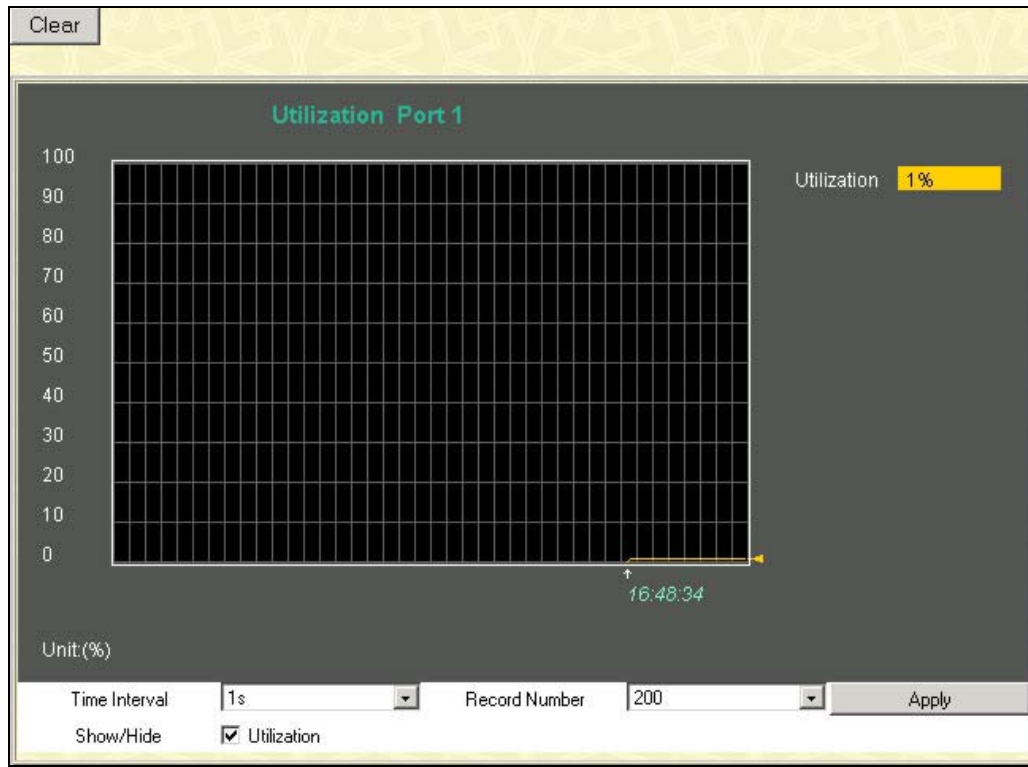 Clear
Utilization Port 1
100
90
80
70
60
50
40
30
20
10
0
Utilization 1%
16:48:34
Unit:(%)
Time Interval 1s Record Number 200 Apply
Show/Hide Utilization